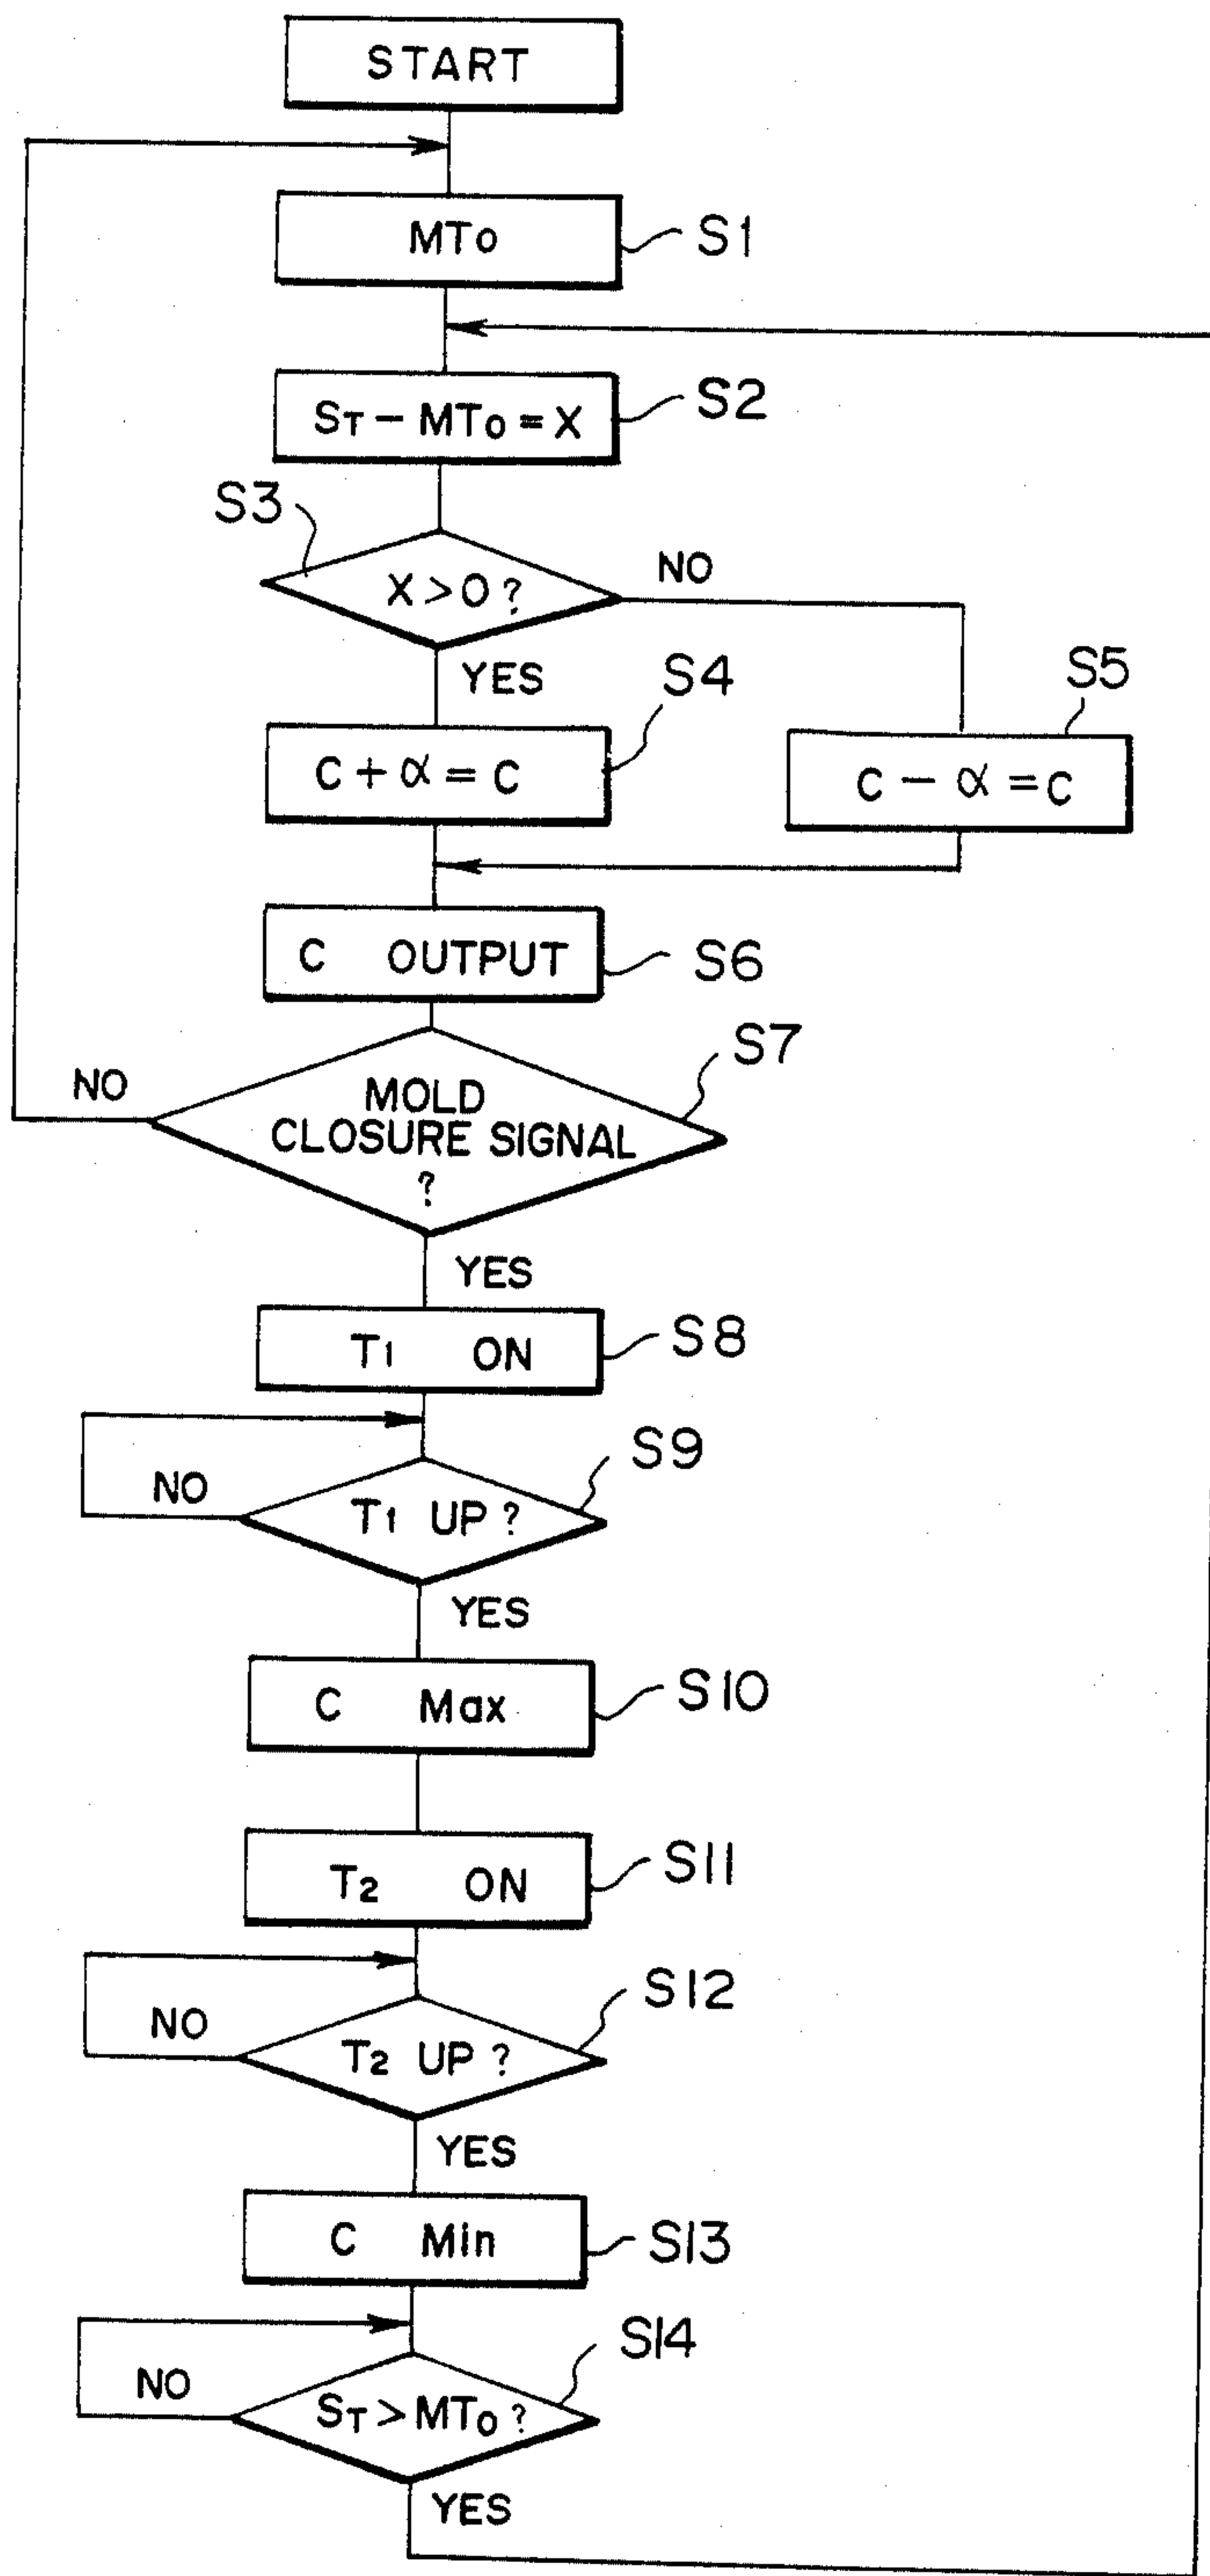 START
MTo
S1
ST - MTo = X
S2
S3
X > 0 ?
NO
YES
S4
S5
C + α = C
C - α = C
C OUTPUT
S6
S7
NO
MOLD
CLOSURE SIGNAL
?
YES
T1 ON
S8
S9
NO
T1 UP ?
YES
C Max
S10
T2 ON
S11
S12
NO
T2 UP ?
YES
C Min
S13
S14
NO
ST > MTo ?
YES